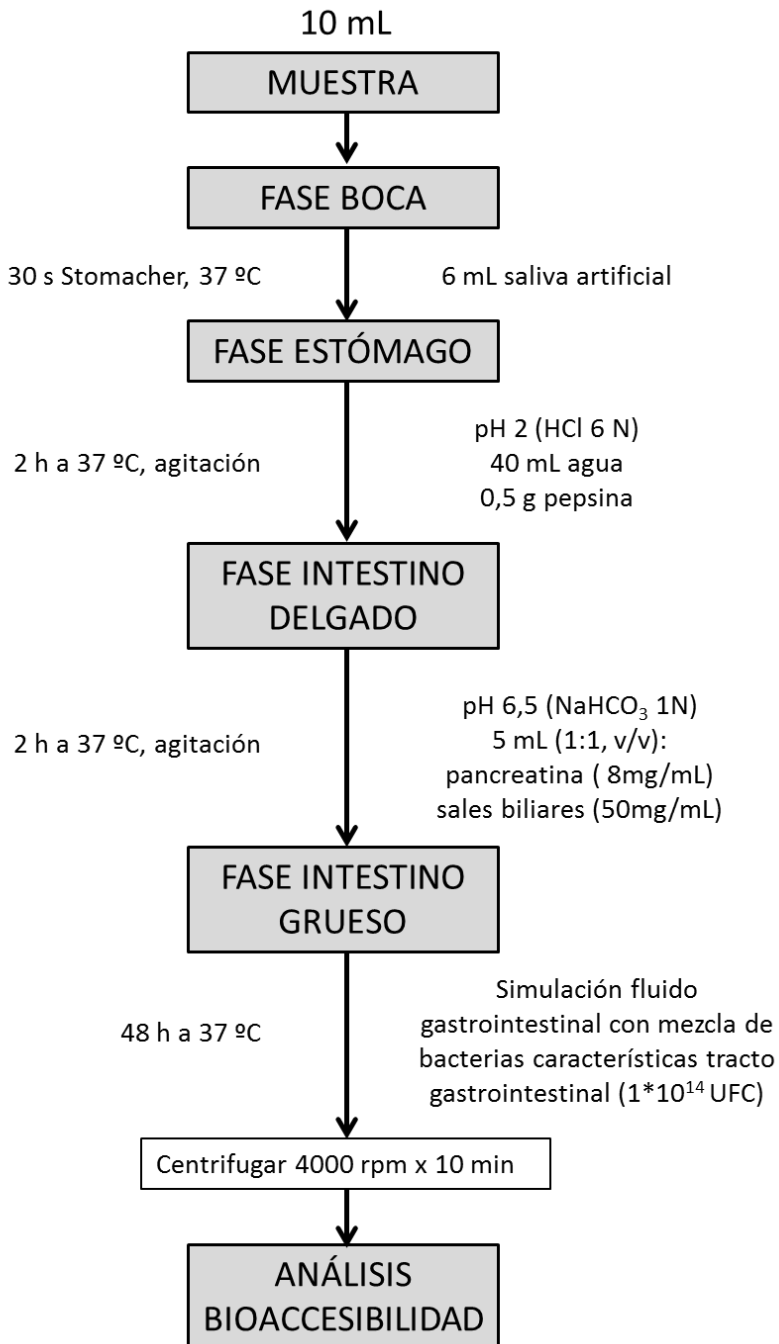 10 mL
MUESTRA
FASE BOCA
30 s Stomacher, 37 ºC
6 mL saliva artificial
FASE ESTÓMAGO
2 h a 37 ºC, agitación
pH 2 (HCl 6 N)
40 mL agua
0,5 g pepsina
FASE INTESTINO
DELGADO
2 h a 37 ºC, agitación
pH 6,5 (NaHCO₃ 1N)
5 mL (1:1, v/v):
pancreatina ( 8mg/mL)
sales biliares (50mg/mL)
FASE INTESTINO
GRUESO
48 h a 37 ºC
Simulación fluido
gastrointestinal con mezcla de
bacterias características tracto
gastrointestinal (1*10¹⁴ UFC)
Centrifugar 4000 rpm x 10 min
ANÁLISIS
BIOACCESIBILIDAD